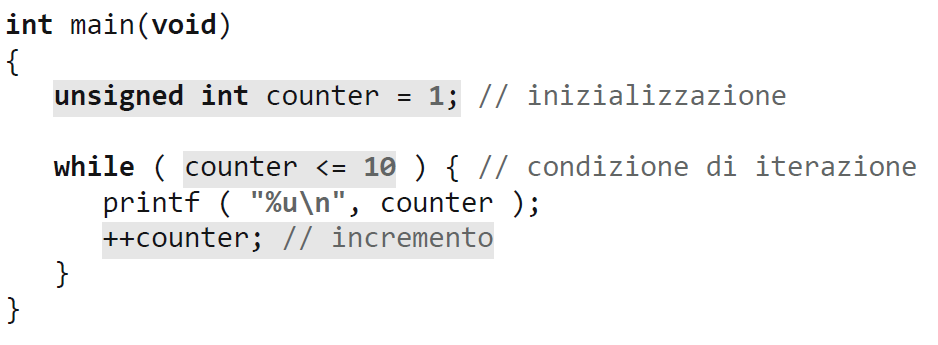 int main(void)
{
unsigned int counter = 1; // inizializzazione
while ( counter <= 10 ) { // condizione di iterazione
printf ( "%u\n", counter );
++counter; // incremento
}
}